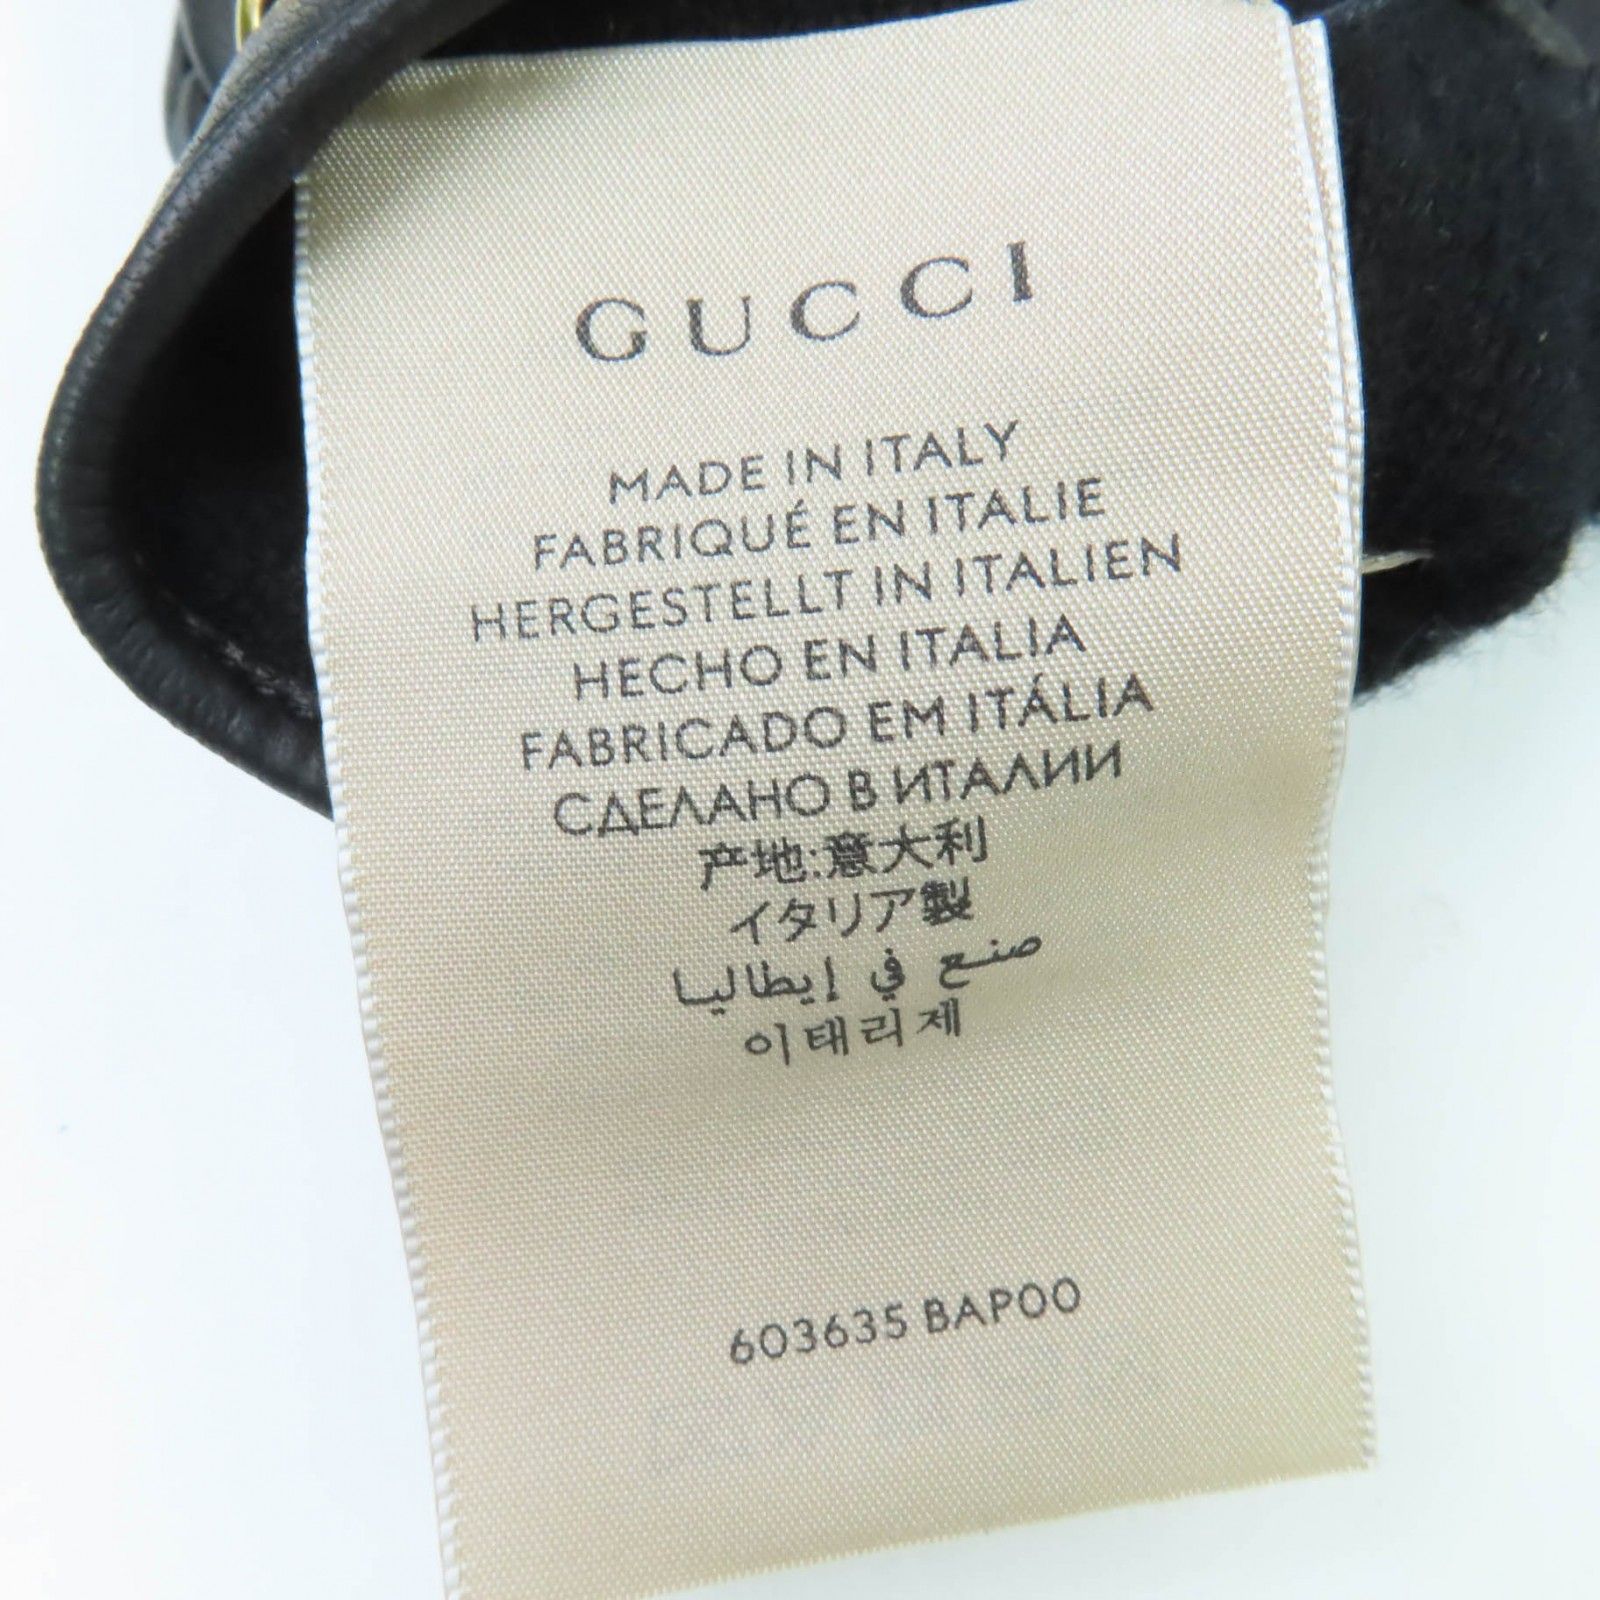 GUCCI
MADE IN ITALY
FABRIQUÉ EN ITALIE
HERGESTELLT IN ITALIEN
HECHO EN ITALIA
FABRICADO EM ITÁLIA
СДЕЛАНО В ИТАЛИИ
产地:意大利
イタリア製
صنع في إيطاليا
이태리제
603635 BAP00